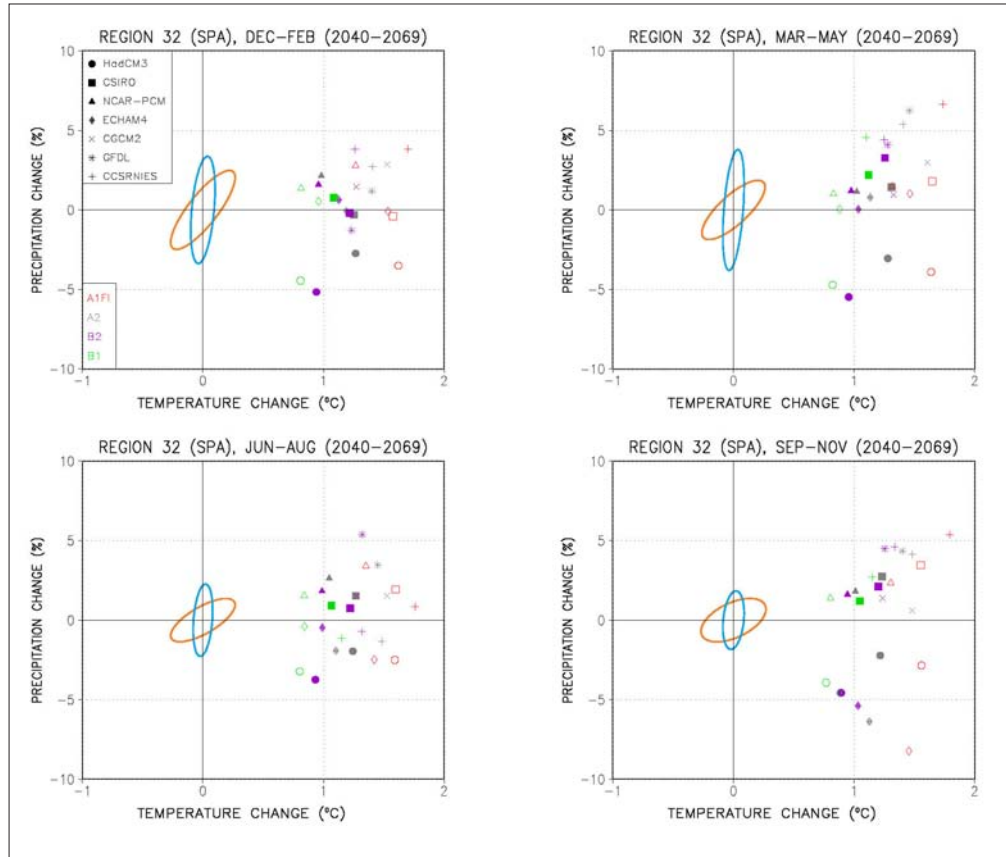 REGION 32 (SPA), DEC-FEB (2040-2069)
10
5
0
-5
-10
PRECIPITATION CHANGE (%)
HadCM3
CSIRO
NCAR-PCM
ECHAM4
CGCM2
GFDL
CCSRNIES
A1FI
A2
B2
B1
-1
0
1
2
TEMPERATURE CHANGE (ºC)
REGION 32 (SPA), MAR-MAY (2040-2069)
10
5
0
-5
-10
PRECIPITATION CHANGE (%)
-1
0
1
2
TEMPERATURE CHANGE (ºC)
REGION 32 (SPA), JUN-AUG (2040-2069)
10
5
0
-5
-10
PRECIPITATION CHANGE (%)
-1
0
1
2
TEMPERATURE CHANGE (ºC)
REGION 32 (SPA), SEP-NOV (2040-2069)
10
5
0
-5
-10
PRECIPITATION CHANGE (%)
-1
0
1
2
TEMPERATURE CHANGE (ºC)